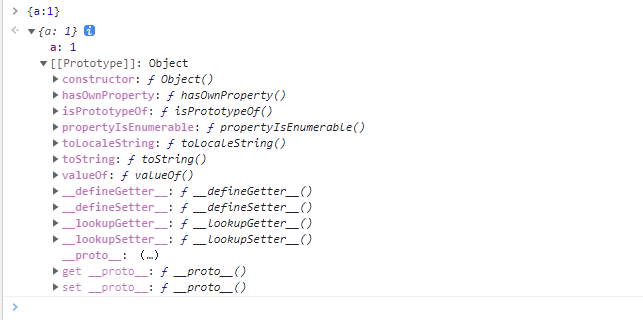 {a:1}
{a: 1} i
a: 1
[[Prototype]]: Object
constructor: ƒ Object()
hasOwnProperty: ƒ hasOwnProperty()
isPrototypeOf: ƒ isPrototypeOf()
propertyIsEnumerable: ƒ propertyIsEnumerable()
toLocaleString: ƒ toLocaleString()
toString: ƒ toString()
valueOf: ƒ valueOf()
__defineGetter__: ƒ __defineGetter__()
__defineSetter__: ƒ __defineSetter__()
__lookupGetter__: ƒ __lookupGetter__()
__lookupSetter__: ƒ __lookupSetter__()
__proto__: (…)
get __proto__: ƒ __proto__()
set __proto__: ƒ __proto__()